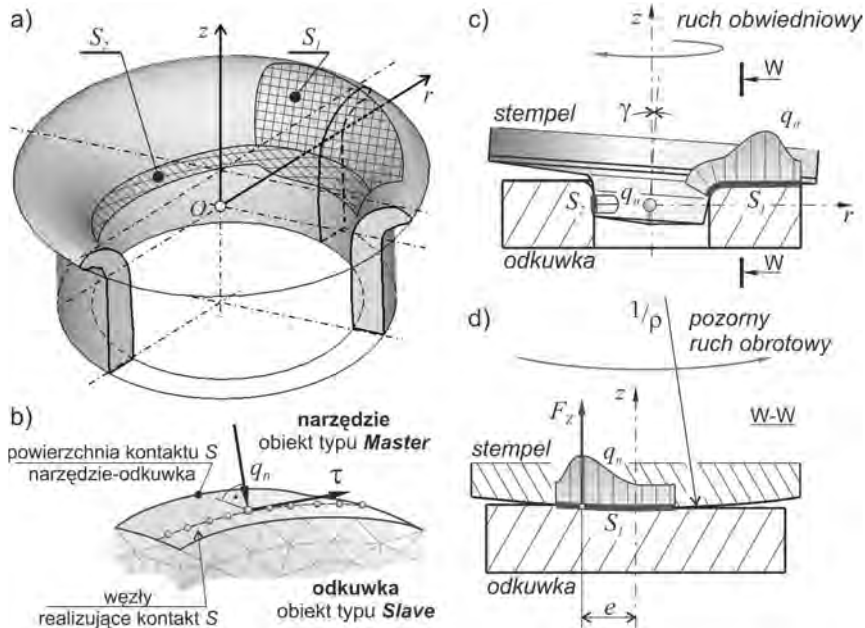 a)
z
S₂
S₁
r
O
b)
narzędzie
obiekt typu Master
powierzchnia kontaktu S
narzędzie-odkuwka
qₙ
τ
węzły
realizujące kontakt S
odkuwka
obiekt typu Slave
c)
z
ruch obwiedniowy
W
γ
stempel
qₙ
S₂
qₙ
S₁
r
odkuwka
W
d)
1/ρ
pozorny
ruch obrotowy
z
F_z
W-W
stempel
qₙ
S₁
odkuwka
e